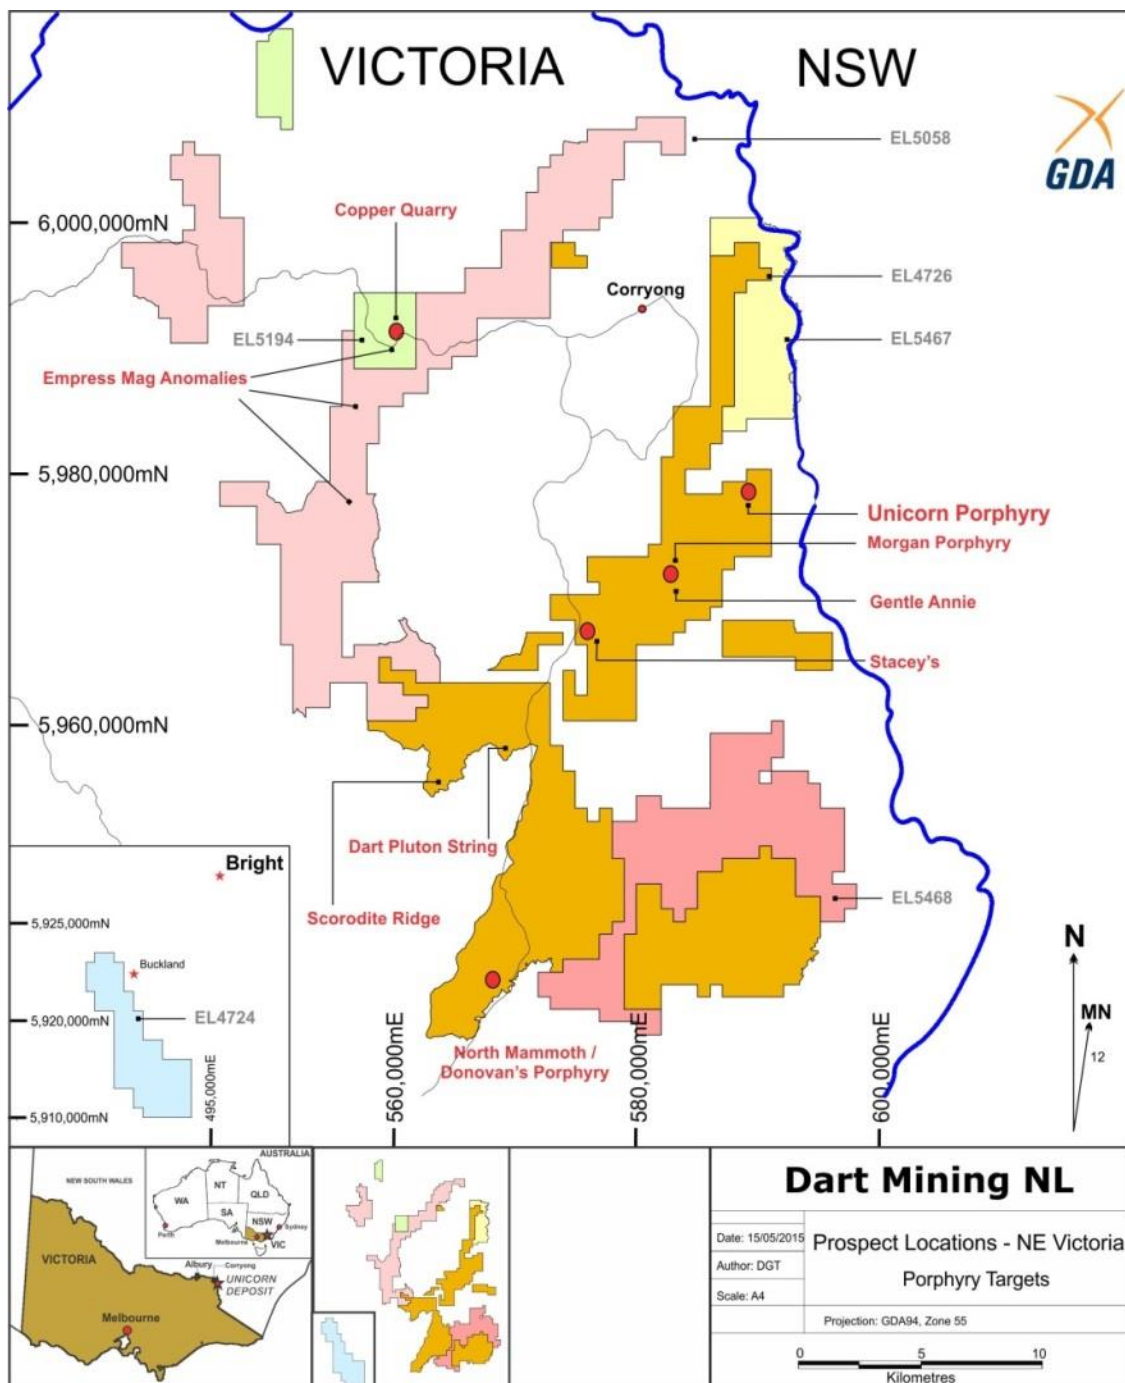 VICTORIA
NSW
GDA
EL5058
Copper Quarry
6,000,000mN
EL4726
Corryong
EL5194
EL5467
Empress Mag Anomalies
5,980,000mN
Unicorn Porphyry
Morgan Porphyry
Gentle Annie
Stacey's
5,960,000mN
Dart Pluton String
Bright
EL5468
Scorodite Ridge
5,925,000mN
Buckland
N
EL4724
5,920,000mN
MN
12
North Mammoth /
Donovan's Porphyry
495,000mE
560,000mE
580,000mE
600,000mE
5,910,000mN
AUSTRALIA
NEW SOUTH WALES
NT
WA
QLD
SA
NSW
Perth
Sydney
Melbourne
VIC
VICTORIA
Albury
Corryong
UNICORN
DEPOSIT
Melbourne
Dart Mining NL
Date: 15/05/2015
Author: DGT
Scale: A4
Prospect Locations - NE Victoria
Porphyry Targets
Projection: GDA94, Zone 55
0
5
10
Kilometres